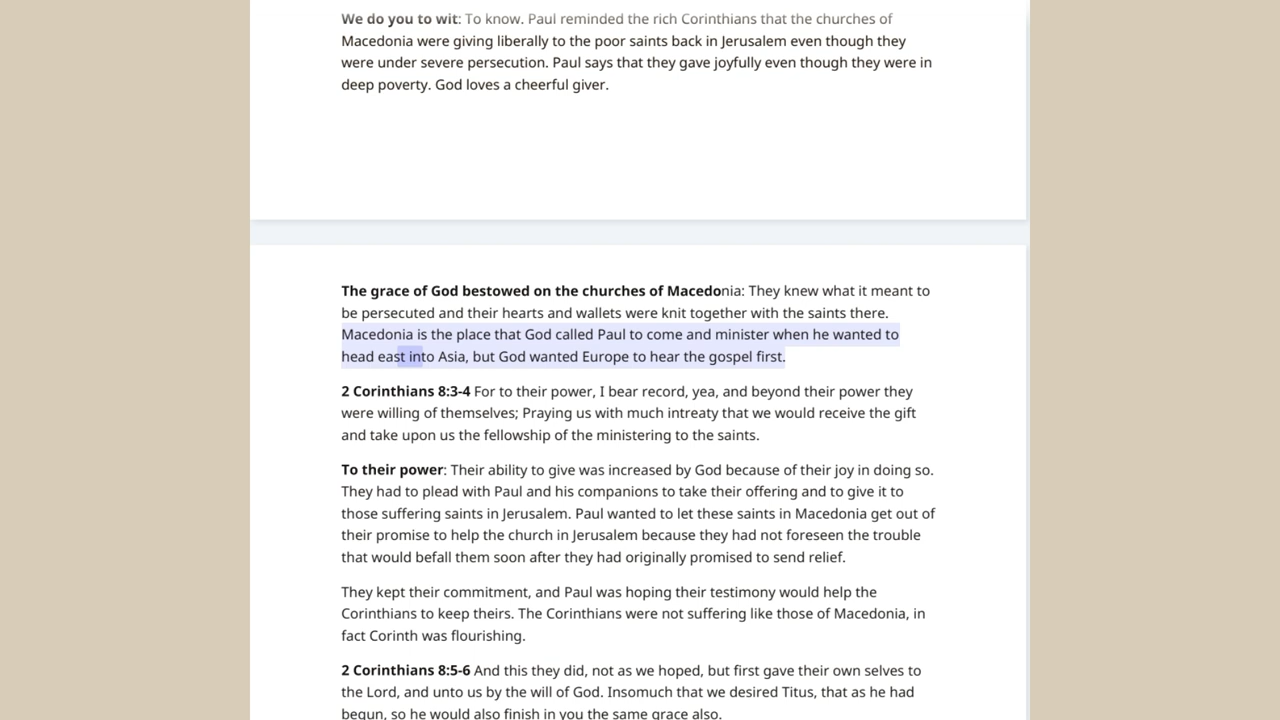 We do you to wit: To know. Paul reminded the rich Corinthians that the churches of
Macedonia were giving liberally to the poor saints back in Jerusalem even though they
were under severe persecution. Paul says that they gave joyfully even though they were in
deep poverty. God loves a cheerful giver.
The grace of God bestowed on the churches of Macedonia: They knew what it meant to
be persecuted and their hearts and wallets were knit together with the saints there.
Macedonia is the place that God called Paul to come and minister when he wanted to
head east into Asia, but God wanted Europe to hear the gospel first.
2 Corinthians 8:3-4 For to their power, I bear record, yea, and beyond their power they
were willing of themselves; Praying us with much intreaty that we would receive the gift
and take upon us the fellowship of the ministering to the saints.
To their power: Their ability to give was increased by God because of their joy in doing so.
They had to plead with Paul and his companions to take their offering and to give it to
those suffering saints in Jerusalem. Paul wanted to let these saints in Macedonia get out of
their promise to help the church in Jerusalem because they had not foreseen the trouble
that would befall them soon after they had originally promised to send relief.
They kept their commitment, and Paul was hoping their testimony would help the
Corinthians to keep theirs. The Corinthians were not suffering like those of Macedonia, in
fact Corinth was flourishing.
2 Corinthians 8:5-6 And this they did, not as we hoped, but first gave their own selves to
the Lord, and unto us by the will of God. Insomuch that we desired Titus, that as he had
begun, so he would also finish in you the same grace also.